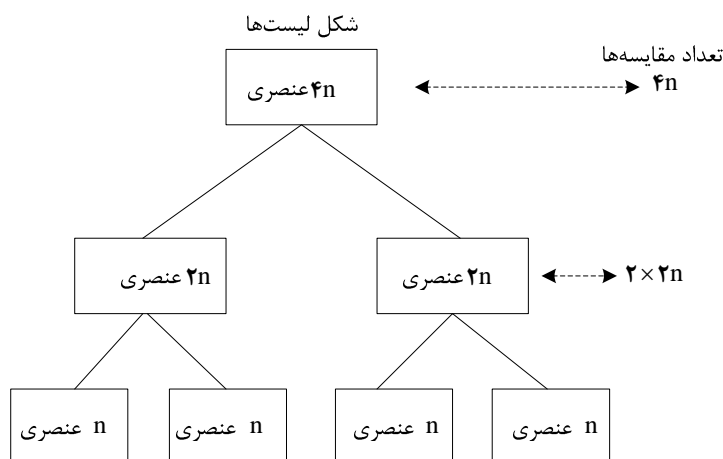 شکل لیست‌ها
تعداد مقایسه‌ها
۴n عنصری
۴n
۲n عنصری
۲n عنصری
۲×۲n
n عنصری
n عنصری
n عنصری
n عنصری